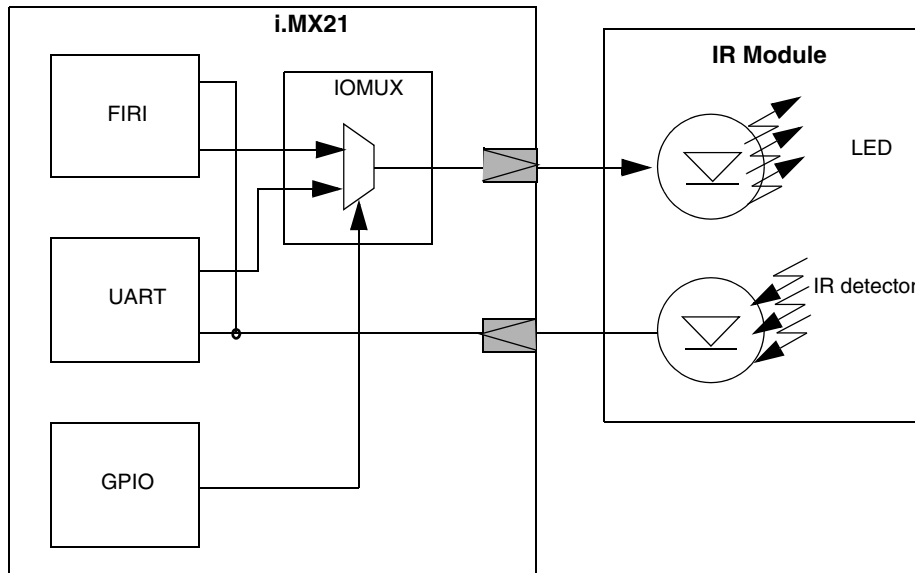 i.MX21
IR Module
FIRI
IOMUX
LED
UART
IR detector
GPIO